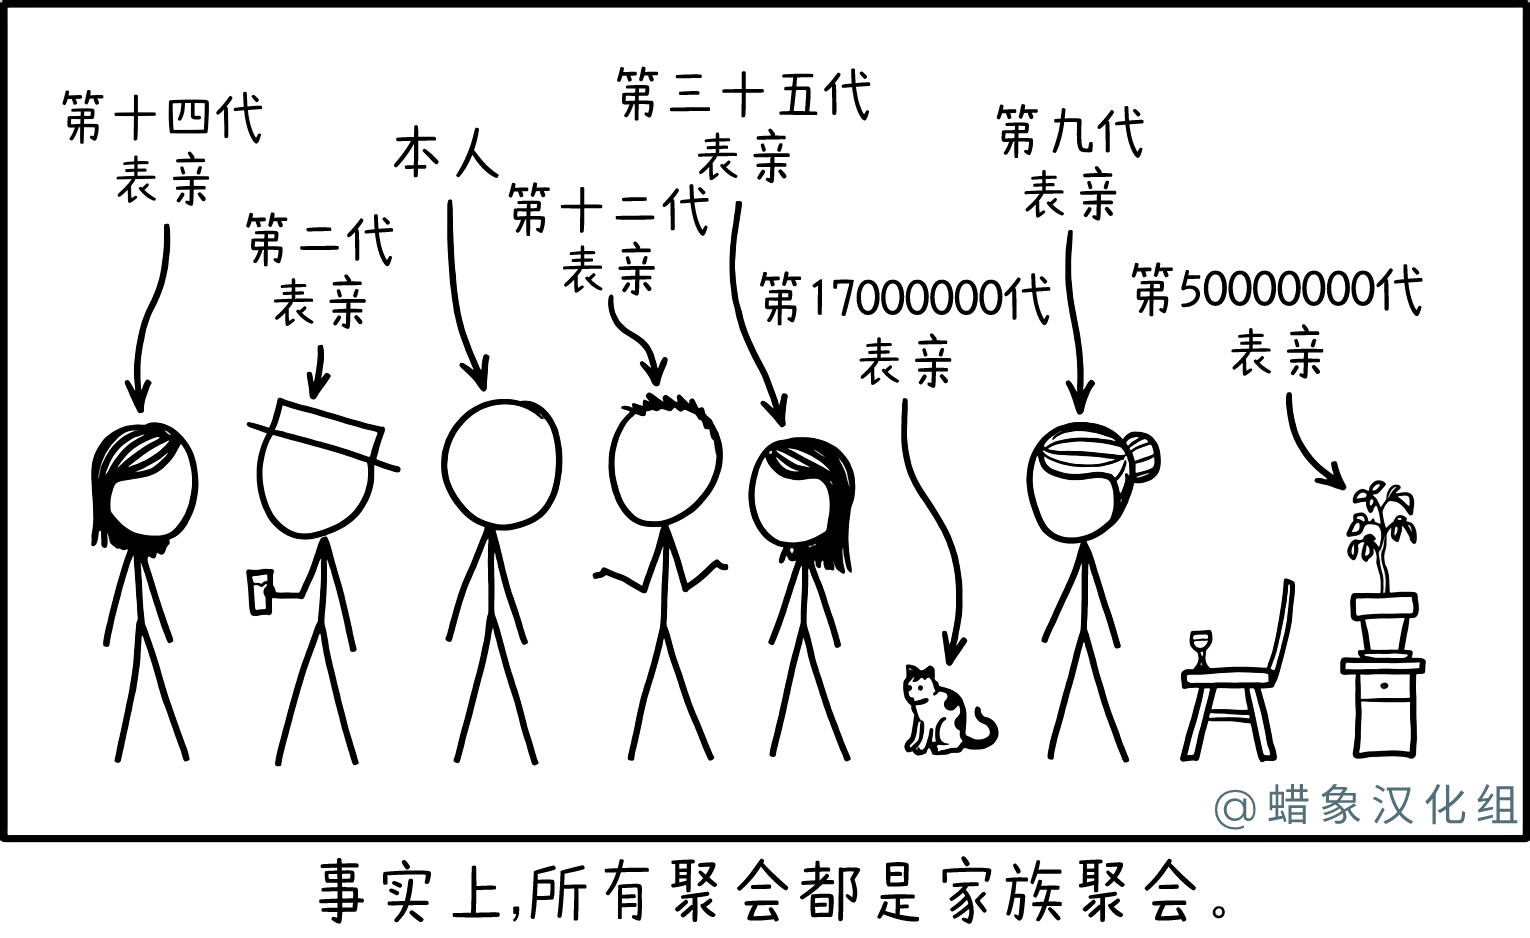 第十四代
表亲
第二代
表亲
本人
第十二代
表亲
第三十五代
表亲
第17000000代
表亲
第九代
表亲
第50000000代
表亲
@蜡象汉化组
事实上,所有聚会都是家族聚会。